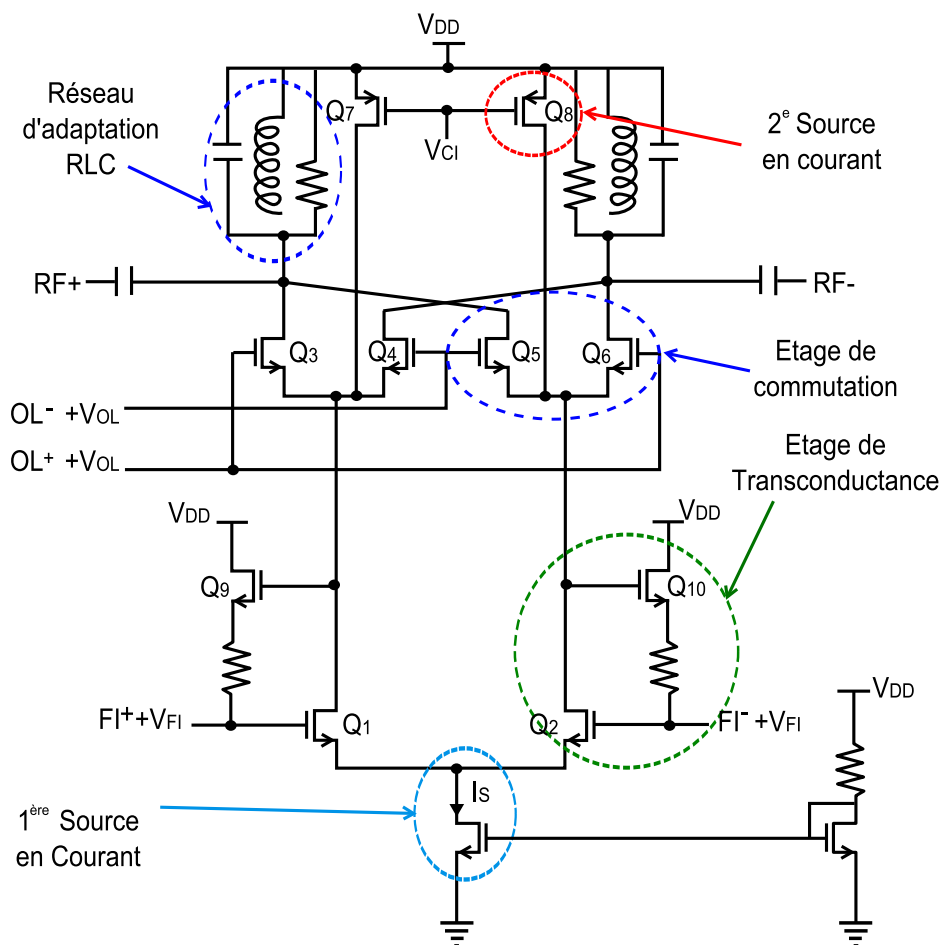 VDD
Réseau
d'adaptation
RLC
Q7
Q8
VCI
2e Source
en courant
RF+
RF-
Q3
Q4
Q5
Q6
Etage de
commutation
OL- +VOL
OL+ +VOL
Etage de
Transconductance
VDD
VDD
Q9
Q10
FI+ +VFI
Q1
Q2
FI- +VFI
VDD
IS
1ère Source
en Courant